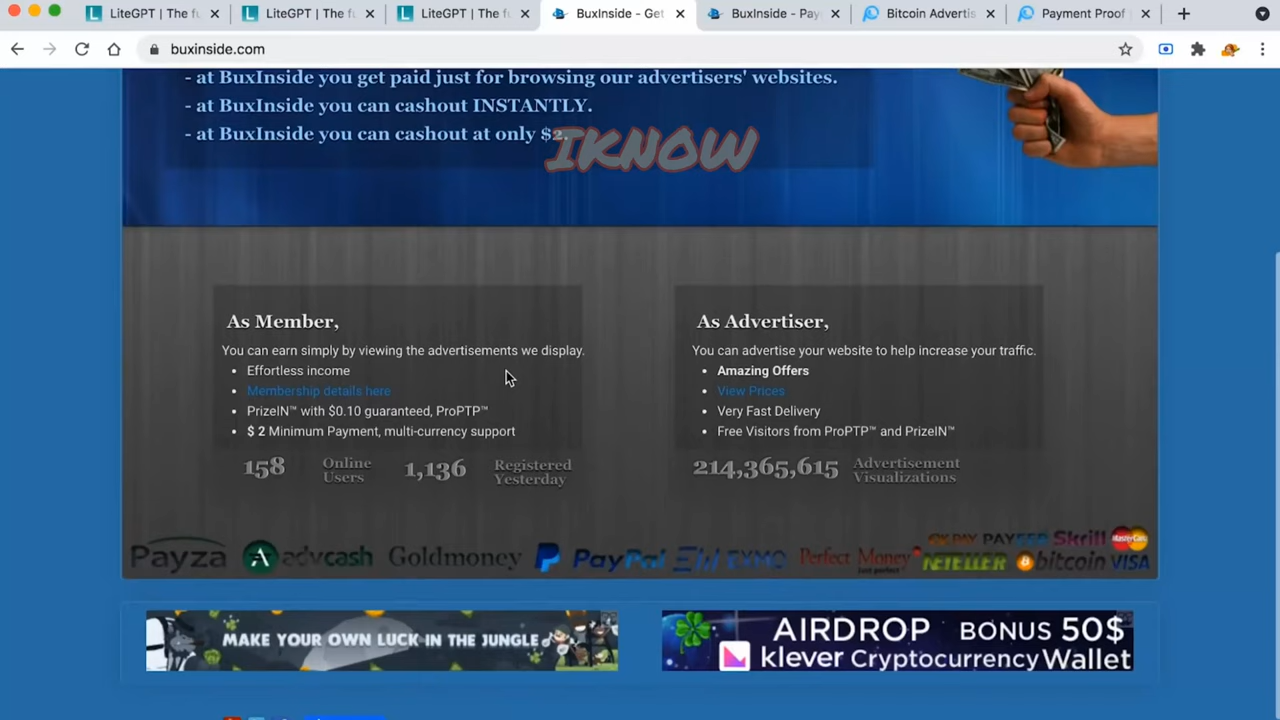 LiteGPT | The fu
LiteGPT | The fu
LiteGPT | The fu
BuxInside - Get
BuxInside - Pay
Bitcoin Advertis
Payment Proof
buxinside.com
- at BuxInside you get paid just for browsing our advertisers' websites.
- at BuxInside you can cashout INSTANTLY.
- at BuxInside you can cashout at only $2.
IKNOW
As Member,
You can earn simply by viewing the advertisements we display.
Effortless income
Membership details here
PrizeIN™ with $0.10 guaranteed, ProPTP™
$ 2 Minimum Payment, multi-currency support
158 Online Users
1,136 Registered Yesterday
As Advertiser,
You can advertise your website to help increase your traffic.
Amazing Offers
View Prices
Very Fast Delivery
Free Visitors from ProPTP™ and PrizeIN™
214,365,615 Advertisement Visualizations
Payza advcash Goldmoney PayPal EXMO Perfect Money OKPAY PAYEER Skrill MasterCard
NETELLER bitcoin VISA
MAKE YOUR OWN LUCK IN THE JUNGLE
AIRDROP BONUS 50$
klever Cryptocurrency Wallet